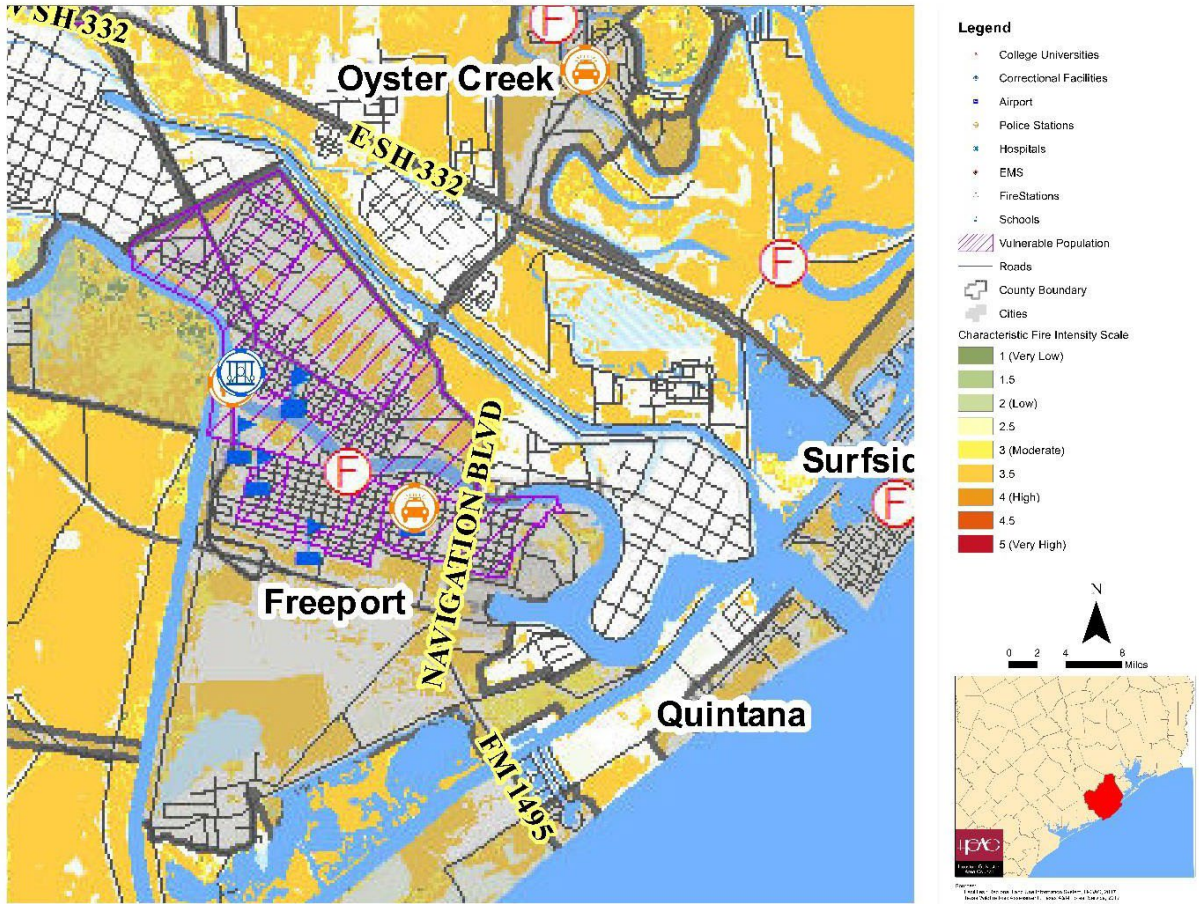 V SH 332
F
Oyster Creek
E SH 332
F
F
Surfsid
F
NAVIGATION BLVD
Freeport
Quintana
FM 1495
Legend
College Universities
Correctional Facilities
Airport
Police Stations
Hospitals
EMS
FireStations
Schools
Vulnerable Population
Roads
County Boundary
Cities
Characteristic Fire Intensity Scale
1 (Very Low)
1.5
2 (Low)
2.5
3 (Moderate)
3.5
4 (High)
4.5
5 (Very High)
N
0 2 4 8
Miles